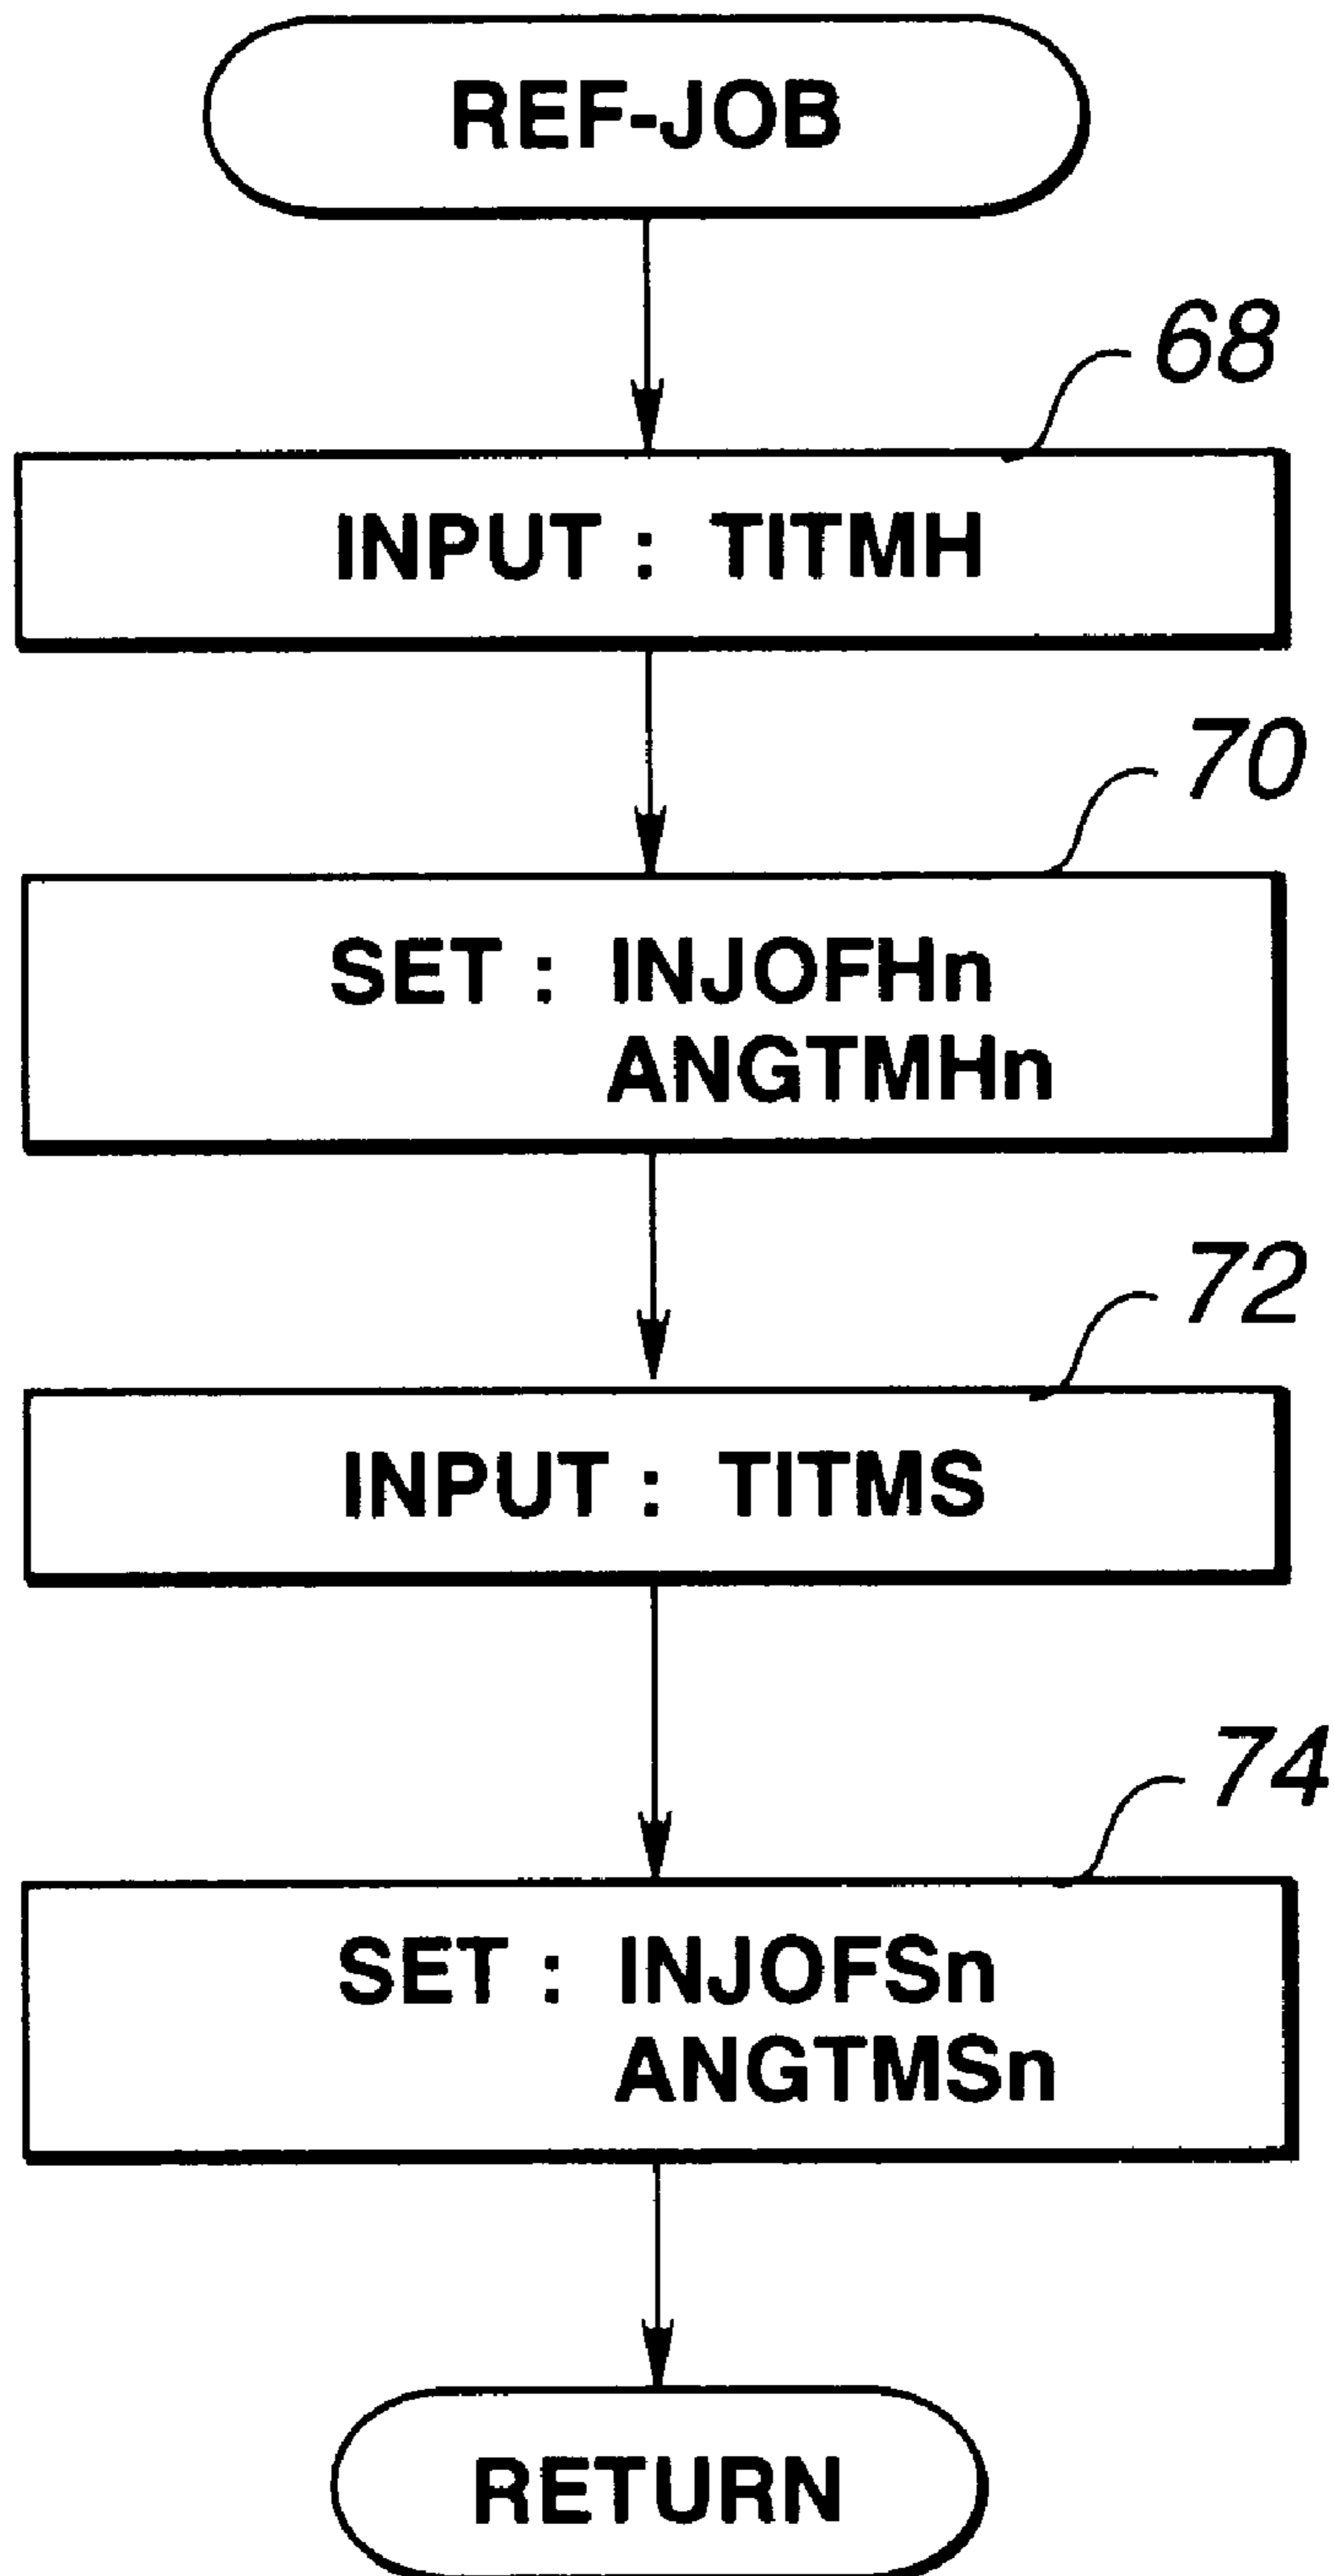 REF-JOB
68
INPUT : TITMH
70
SET : INJOFHn
ANGTMHn
72
INPUT : TITMS
74
SET : INJOFSn
ANGTMSn
RETURN